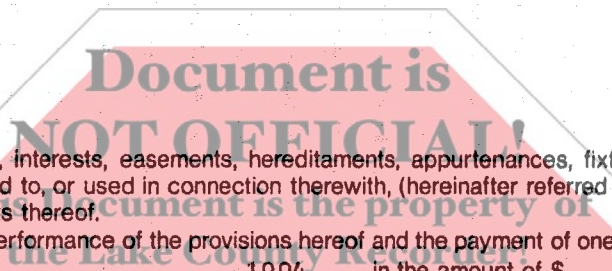 Document is
NOT OFFICIAL!
, interests, easements, hereditaments, appurtenances,
d to, or used in connection therewith, (hereinafter referred
s thereof.
Document is the property of
erformance of the provisions hereof and the payment of one
the Lake County Recorder!
in the amount of $